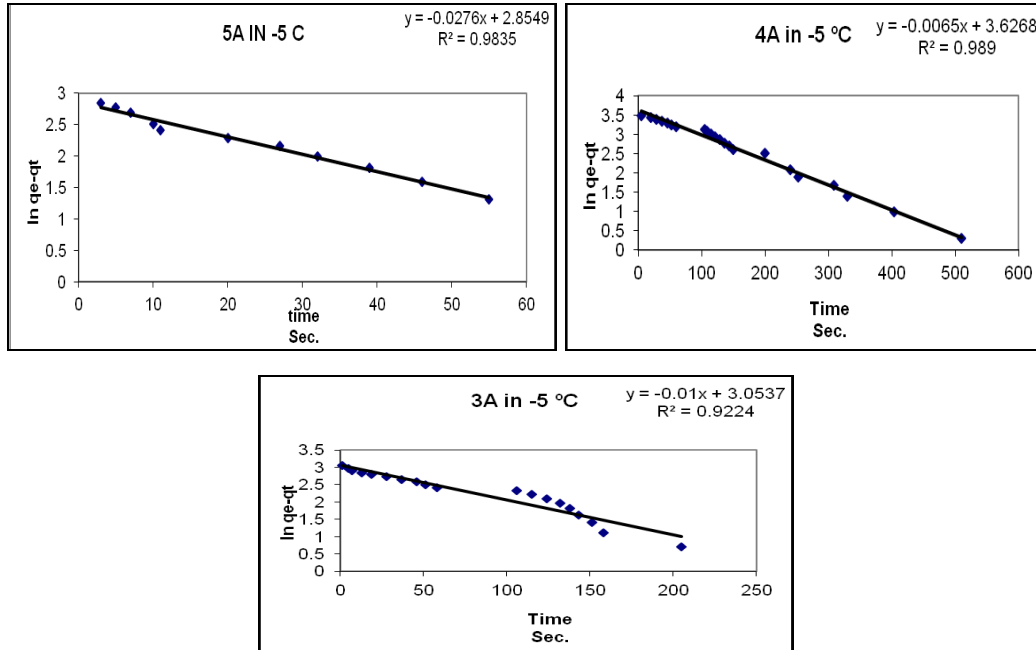 5A IN -5 C
y = -0.0276x + 2.8549
R² = 0.9835
ln qe-qt
3
2.5
2
1.5
1
0.5
0
0 10 20 30 40 50 60
time
Sec.
4A in -5 ºC
y = -0.0065x + 3.6268
R² = 0.989
ln qe-qt
4
3.5
3
2.5
2
1.5
1
0.5
0
0 100 200 300 400 500 600
Time
Sec.
3A in -5 ºC
y = -0.01x + 3.0537
R² = 0.9224
ln qe-qt
3.5
3
2.5
2
1.5
1
0.5
0
0 50 100 150 200 250
Time
Sec.